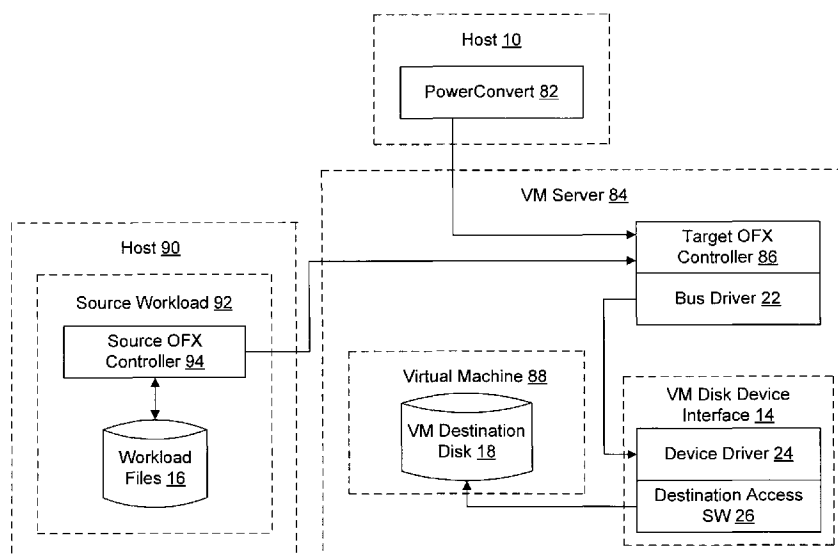 Host 10
PowerConvert 82
VM Server 84
Host 90
Source Workload 92
Source OFX
Controller 94
Workload
Files 16
Target OFX
Controller 86
Bus Driver 22
Virtual Machine 88
VM Destination
Disk 18
VM Disk Device
Interface 14
Device Driver 24
Destination Access
SW 26